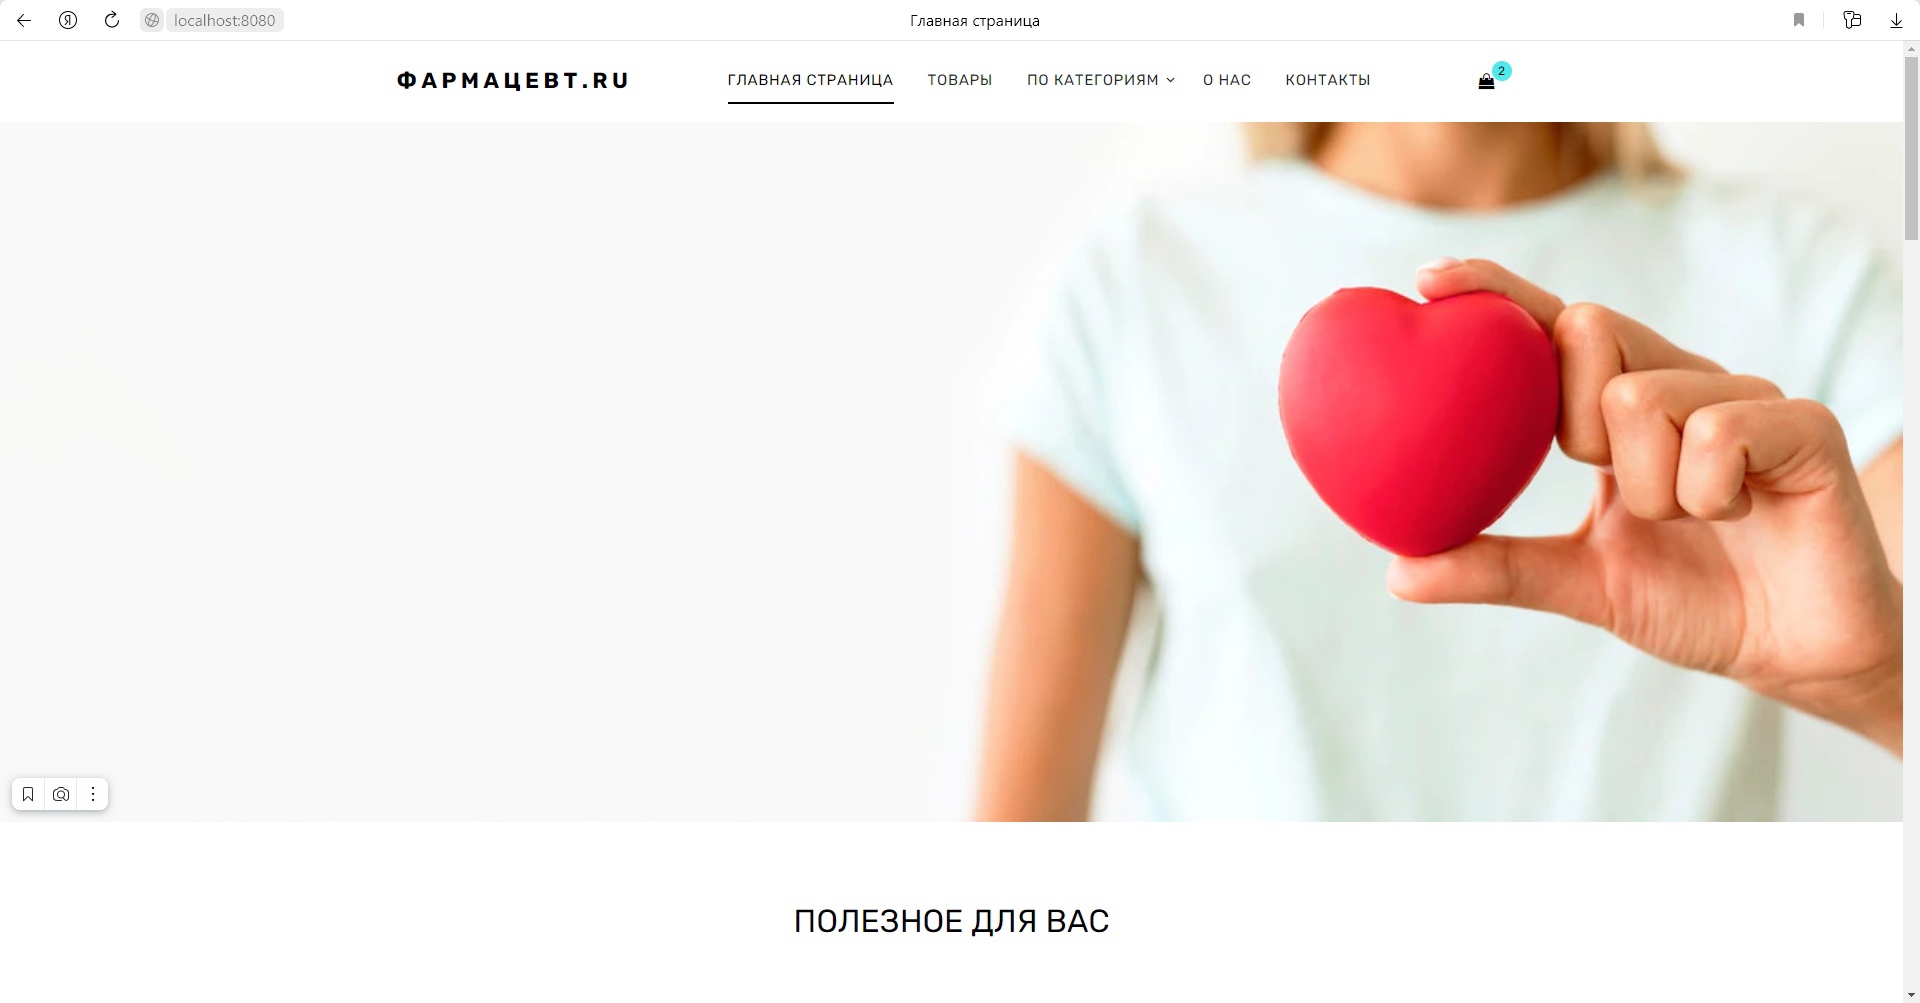 localhost:8080
Главная страница
ФАРМАЦЕВТ.RU
ГЛАВНАЯ СТРАНИЦА
ТОВАРЫ
ПО КАТЕГОРИЯМ
О НАС
КОНТАКТЫ
2
ПОЛЕЗНОЕ ДЛЯ ВАС